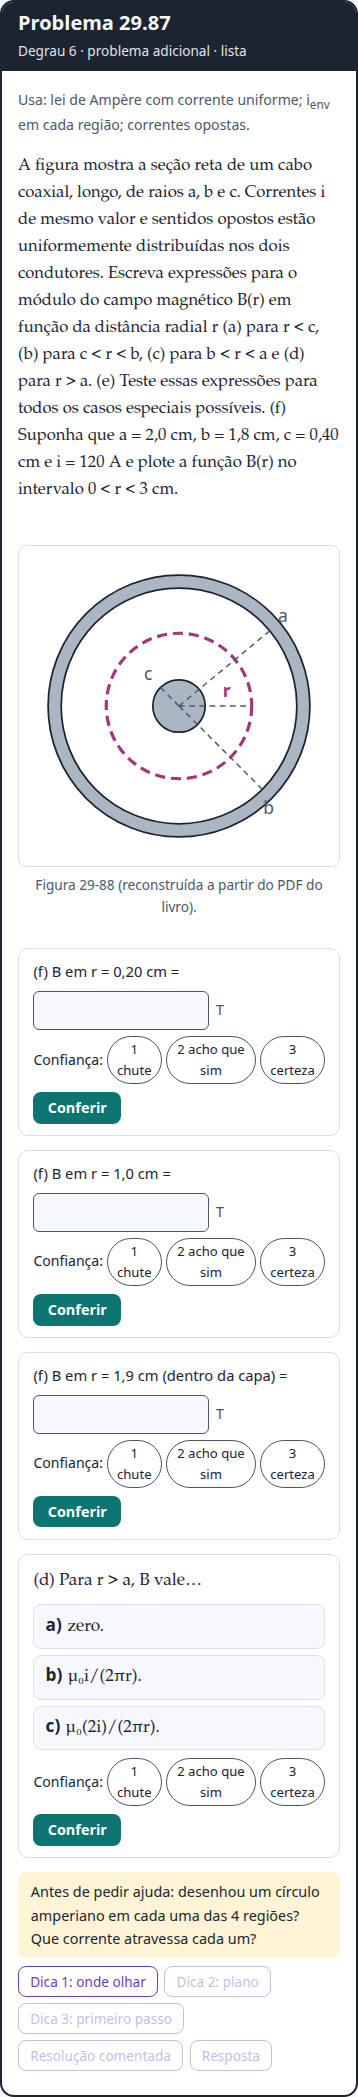 Problema 29.87
Degrau 6 · problema adicional · lista
Usa: lei de Ampère com corrente uniforme; i_env
em cada região; correntes opostas.
A figura mostra a seção reta de um cabo
coaxial, longo, de raios a, b e c. Correntes i
de mesmo valor e sentidos opostos estão
uniformemente distribuídas nos dois
condutores. Escreva expressões para o
módulo do campo magnético B(r) em
função da distância radial r (a) para r < c,
(b) para c < r < b, (c) para b < r < a e (d)
para r > a. (e) Teste essas expressões para
todos os casos especiais possíveis. (f)
Suponha que a = 2,0 cm, b = 1,8 cm, c = 0,40
cm e i = 120 A e plote a função B(r) no
intervalo 0 < r < 3 cm.
a
c
r
b
Figura 29-88 (reconstruída a partir do PDF do
livro).
(f) B em r = 0,20 cm =
T
Confiança: 1 chute 2 acho que sim 3 certeza
Conferir
(f) B em r = 1,0 cm =
T
Confiança: 1 chute 2 acho que sim 3 certeza
Conferir
(f) B em r = 1,9 cm (dentro da capa) =
T
Confiança: 1 chute 2 acho que sim 3 certeza
Conferir
(d) Para r > a, B vale…
a) zero.
b) μ₀i/(2πr).
c) μ₀(2i)/(2πr).
Confiança: 1 chute 2 acho que sim 3 certeza
Conferir
Antes de pedir ajuda: desenhou um círculo
amperiano em cada uma das 4 regiões?
Que corrente atravessa cada um?
Dica 1: onde olhar Dica 2: plano
Dica 3: primeiro passo
Resolução comentada Resposta